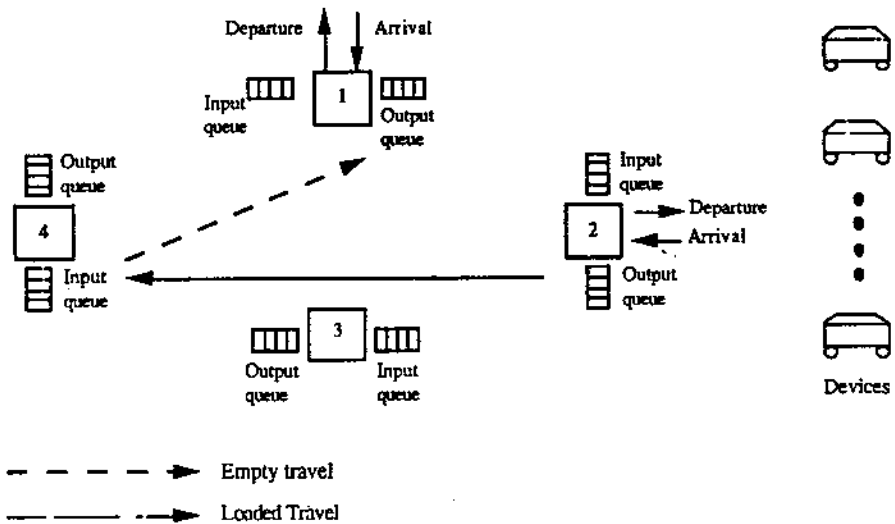 Departure
Arrival
1
Input
queue
Output
queue
Output
queue
4
Input
queue
Input
queue
2
Departure
Arrival
Output
queue
3
Output
queue
Input
queue
Devices
Empty travel
Loaded Travel